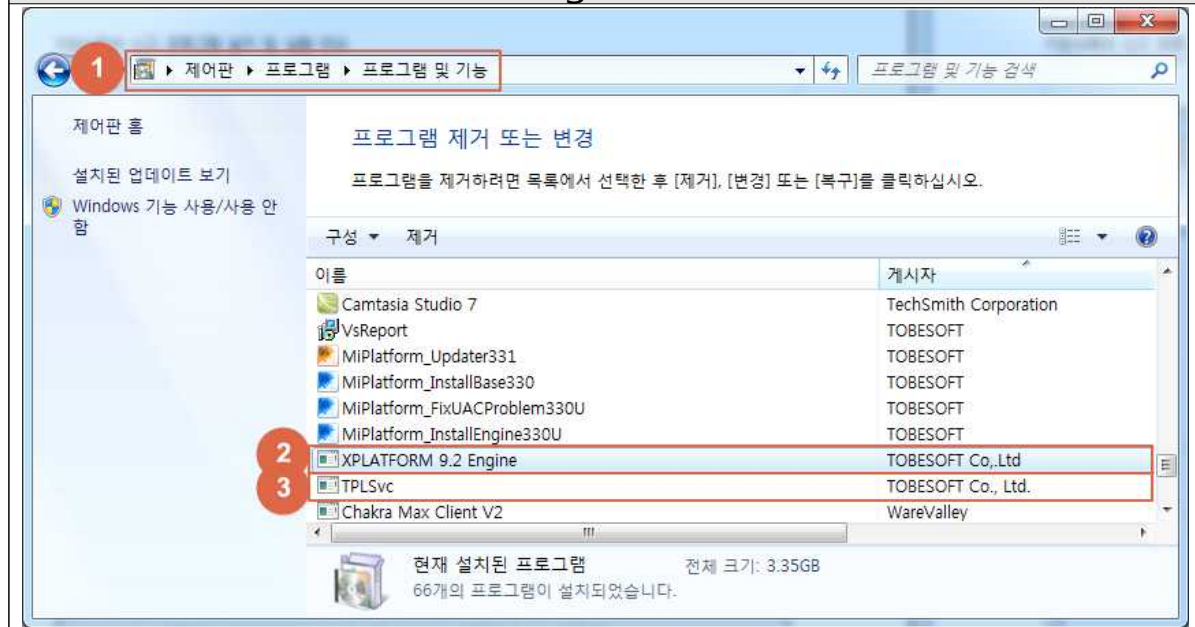 1 제어판 ▶ 프로그램 ▶ 프로그램 및 기능 프로그램 및 기능 검색
제어판 홈
설치된 업데이트 보기
Windows 기능 사용/사용 안
함
프로그램 제거 또는 변경
프로그램을 제거하려면 목록에서 선택한 후 [제거], [변경] 또는 [복구]를 클릭하십시오.
구성 제거
이름 게시자
Camtasia Studio 7 TechSmith Corporation
VsReport TOBESOFT
MiPlatform_Updater331 TOBESOFT
MiPlatform_InstallBase330 TOBESOFT
MiPlatform_FixUACProblem330U TOBESOFT
MiPlatform_InstallEngine330U TOBESOFT
2 XPLATFORM 9.2 Engine TOBESOFT Co,.Ltd
3 TPLSvc TOBESOFT Co., Ltd.
Chakra Max Client V2 WareValley
현재 설치된 프로그램 전체 크기: 3.35GB
66개의 프로그램이 설치되었습니다.